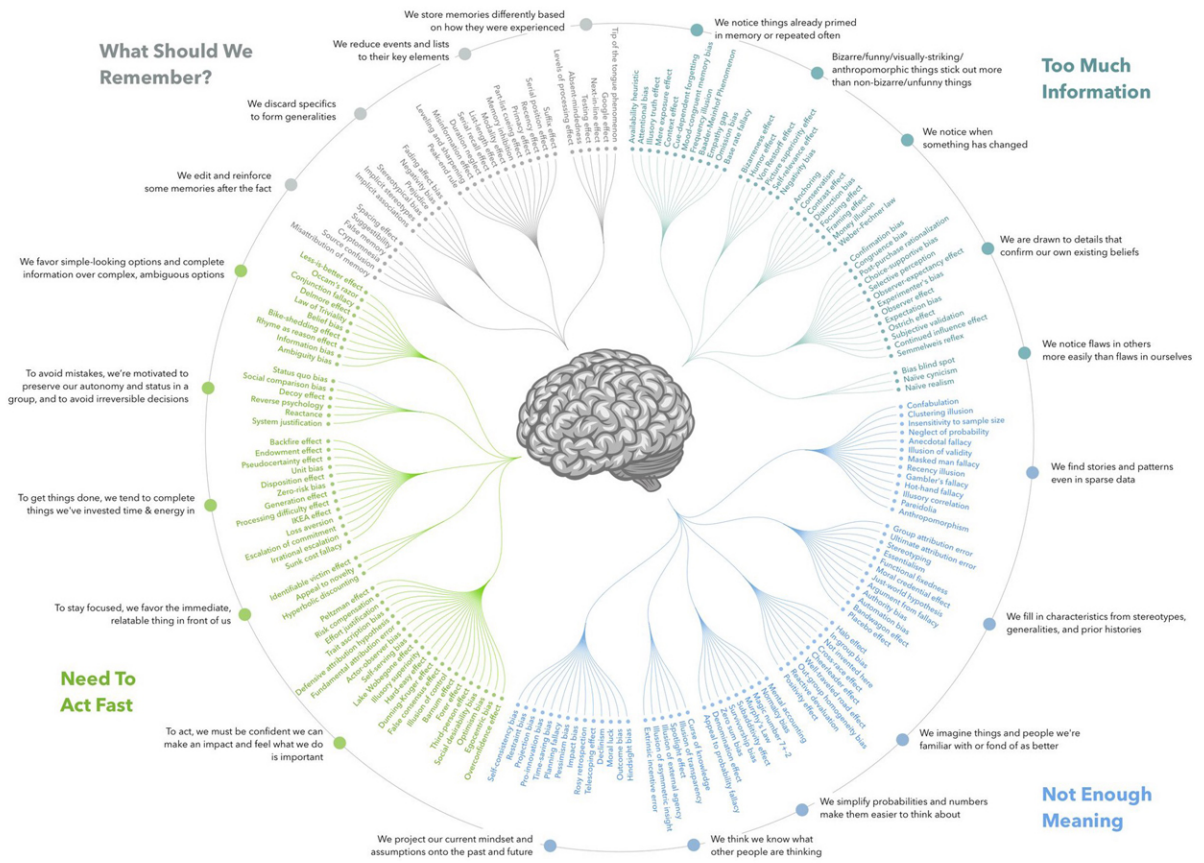 What Should We
Remember?
We store memories differently based
on how they were experienced
We reduce events and lists
to their key elements
We discard specifics
to form generalities
We edit and reinforce
some memories after the fact
Tip of the tongue phenomenon
Google effect
Next-in-line effect
Testing effect
Absent-mindedness
Levels of processing effect
Suffix effect
Serial position effect
Recency effect
Primacy effect
Part-list cueing effect
Memory inhibition
Modality effect
List-length effect
Serial recall effect
Duration neglect
Misinformation effect
Leveling and sharpening
Peak-end rule
Fading affect bias
Negativity bias
Prejudice
Stereotypical bias
Implicit stereotypes
Implicit associations
Spacing effect
Suggestibility
False memory
Cryptomnesia
Source confusion
Misattribution of memory
Too Much
Information
We notice things already primed
in memory or repeated often
Bizarre/funny/visually-striking/
anthropomorphic things stick out more
than non-bizarre/unfunny things
We notice when
something has changed
We are drawn to details that
confirm our own existing beliefs
We notice flaws in others
more easily than flaws in ourselves
Availability heuristic
Attentional bias
Illusory truth effect
Mere exposure effect
Context effect
Cue-dependent forgetting
Mood-congruent memory bias
Frequency illusion
Baader-Meinhof Phenomenon
Empathy gap
Omission bias
Base rate fallacy
Bizarreness effect
Humor effect
Von Restorff effect
Picture superiority effect
Self-relevance effect
Negativity bias
Anchoring
Conservatism
Contrast effect
Distinction bias
Focusing effect
Framing effect
Money illusion
Weber-Fechner law
Confirmation bias
Congruence bias
Post-purchase rationalization
Choice-supportive bias
Selective perception
Observer-expectancy effect
Experimenter's bias
Observer effect
Expectation bias
Ostrich effect
Subjective validation
Continued influence effect
Semmelweis reflex
Bias blind spot
Naïve cynicism
Naïve realism
Not Enough
Meaning
We find stories and patterns
even in sparse data
We fill in characteristics from stereotypes,
generalities, and prior histories
We imagine things and people we're
familiar with or fond of as better
We simplify probabilities and numbers
make them easier to think about
We think we know what
other people are thinking
We project our current mindset and
assumptions onto the past and future
Confabulation
Clustering illusion
Insensitivity to sample size
Neglect of probability
Anecdotal fallacy
Illusion of validity
Masked man fallacy
Recency illusion
Gambler's fallacy
Hot-hand fallacy
Illusory correlation
Pareidolia
Anthropomorphism
Group attribution error
Ultimate attribution error
Stereotyping
Essentialism
Functional fixedness
Moral credential effect
Just-world hypothesis
Argument from fallacy
Authority bias
Automation bias
Bandwagon effect
Placebo effect
Halo effect
In-group bias
Not invented here
Cross-race effect
Cheerleader effect
Well-traveled road effect
Out-group homogeneity bias
Reactive devaluation
Positivity effect
Mental accounting
Normalcy bias
Magic number 7+-2
Murphy's Law
Subadditivity effect
Survivorship bias
Zero sum bias
Denomination effect
Appeal to probability fallacy
Curse of knowledge
Illusion of transparency
Spotlight effect
Illusion of external agency
Illusion of asymmetric insight
Extrinsic incentive error
Hindsight bias
Outcome bias
Moral luck
Declinism
Telescoping effect
Rosy retrospection
Impact bias
Pessimism bias
Planning fallacy
Time-saving bias
Pro-innovation bias
Projection bias
Restraint bias
Self-consistency bias
Need To
Act Fast
We favor simple-looking options and complete
information over complex, ambiguous options
To avoid mistakes, we're motivated to
preserve our autonomy and status in a
group, and to avoid irreversible decisions
To get things done, we tend to complete
things we've invested time & energy in
To stay focused, we favor the immediate,
relatable thing in front of us
To act, we must be confident we can
make an impact and feel what we do
is important
Less-is-better effect
Occam's razor
Conjunction fallacy
Delmore effect
Law of Triviality
Belief bias
Bike-shedding effect
Rhyme as reason effect
Information bias
Ambiguity bias
Status quo bias
Social comparison bias
Decoy effect
Reverse psychology
Reactance
System justification
Backfire effect
Endowment effect
Pseudocertainty effect
Unit bias
Disposition effect
Zero-risk bias
Generation effect
Processing difficulty effect
IKEA effect
Loss aversion
Escalation of commitment
Irrational escalation
Sunk cost fallacy
Identifiable victim effect
Appeal to novelty
Hyperbolic discounting
Peltzman effect
Risk compensation
Effort justification
Trait ascription bias
Defensive attribution hypothesis
Fundamental attribution error
Actor-observer bias
Self-serving bias
Lake Wobegone effect
Illusory superiority
Hard-easy effect
Dunning-Kruger effect
False consensus effect
Illusion of control
Barnum effect
Forer effect
Third-person effect
Social desirability bias
Optimism bias
Egocentric bias
Overconfidence effect